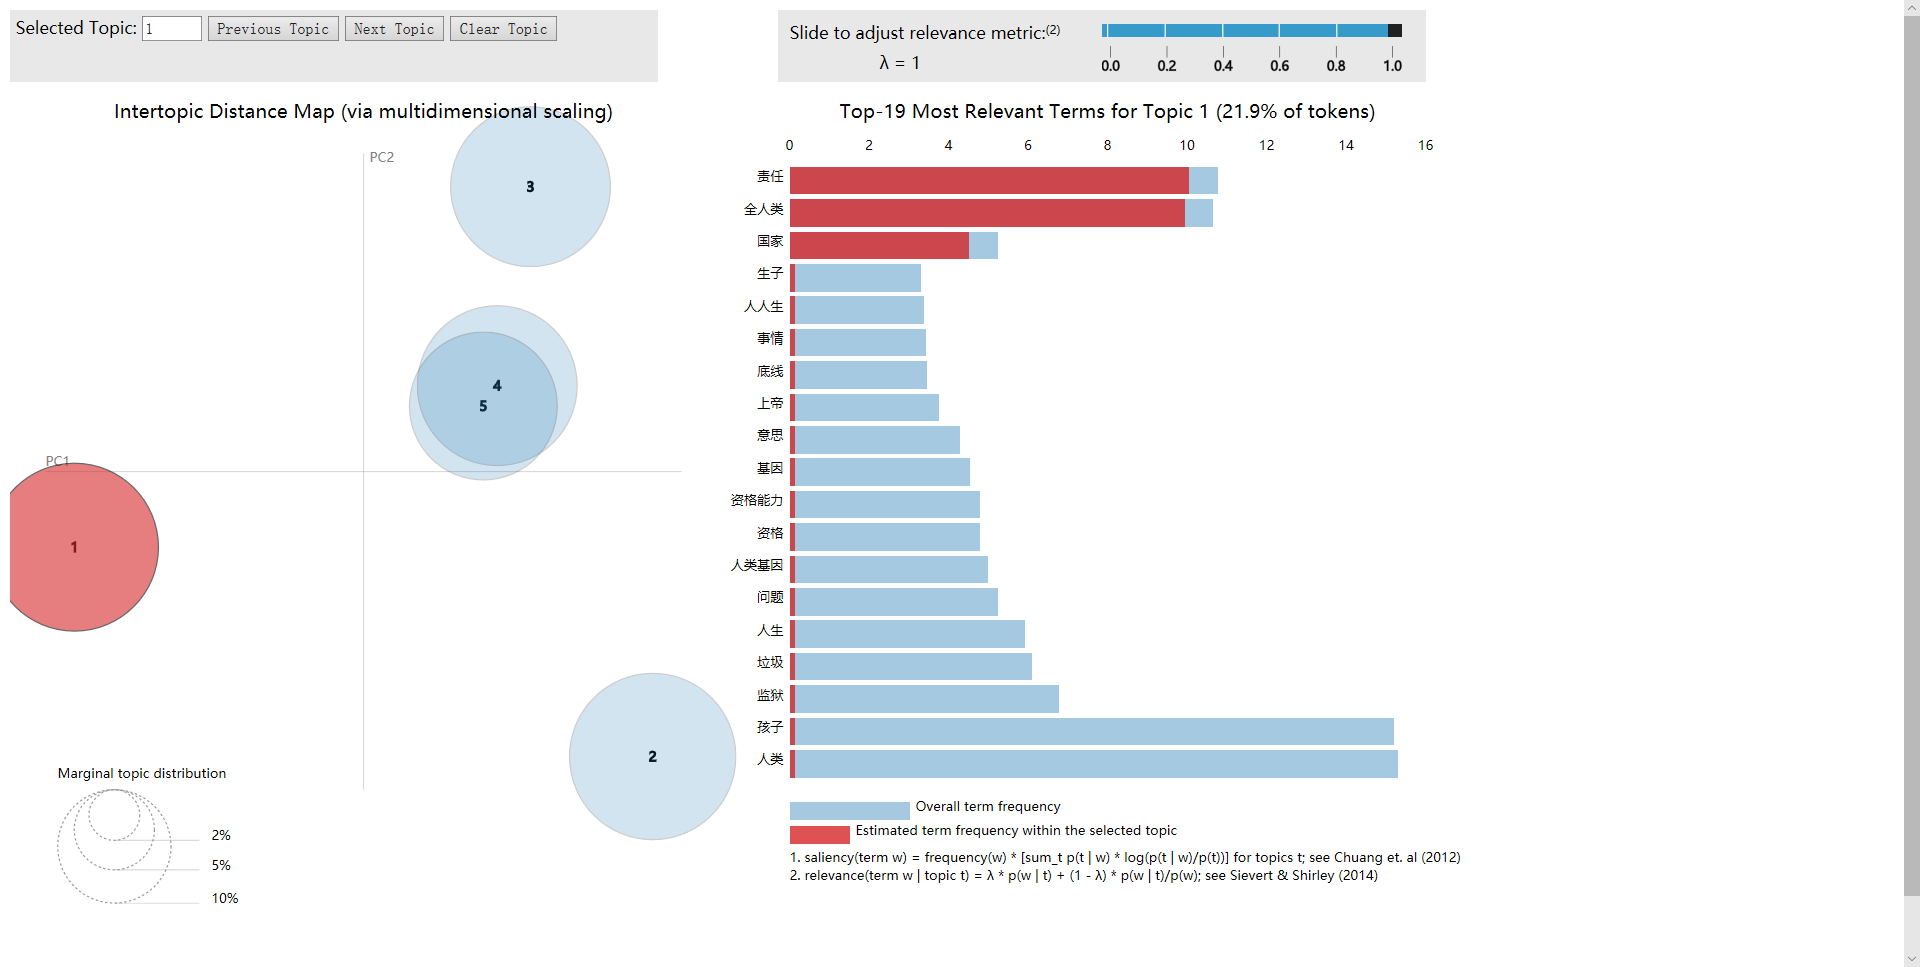 Selected Topic: 1 Previous Topic Next Topic Clear Topic
Slide to adjust relevance metric:(2)
λ = 1
0.0 0.2 0.4 0.6 0.8 1.0
Intertopic Distance Map (via multidimensional scaling)
PC2
PC1
3
4
5
1
2
Marginal topic distribution
2%
5%
10%
Top-19 Most Relevant Terms for Topic 1 (21.9% of tokens)
0 2 4 6 8 10 12 14 16
责任
全人类
国家
生子
人人生
事情
底线
上帝
意思
基因
资格能力
资格
人类基因
问题
人生
垃圾
监狱
孩子
人类
Overall term frequency
Estimated term frequency within the selected topic
1. saliency(term w) = frequency(w) * [sum_t p(t | w) * log(p(t | w)/p(t))] for topics t; see Chuang et. al (2012)
2. relevance(term w | topic t) = λ * p(w | t) + (1 - λ) * p(w | t)/p(w); see Sievert & Shirley (2014)